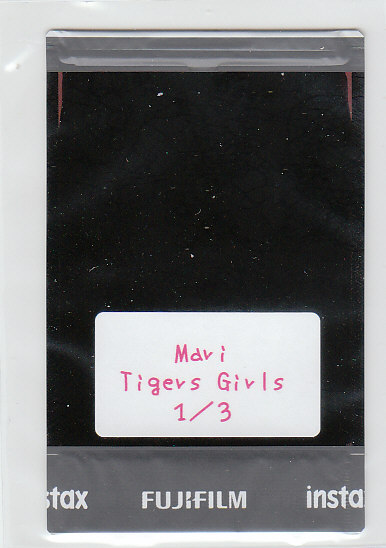 Mari
Tigers Girls
1/3
stax FUJIFILM insta